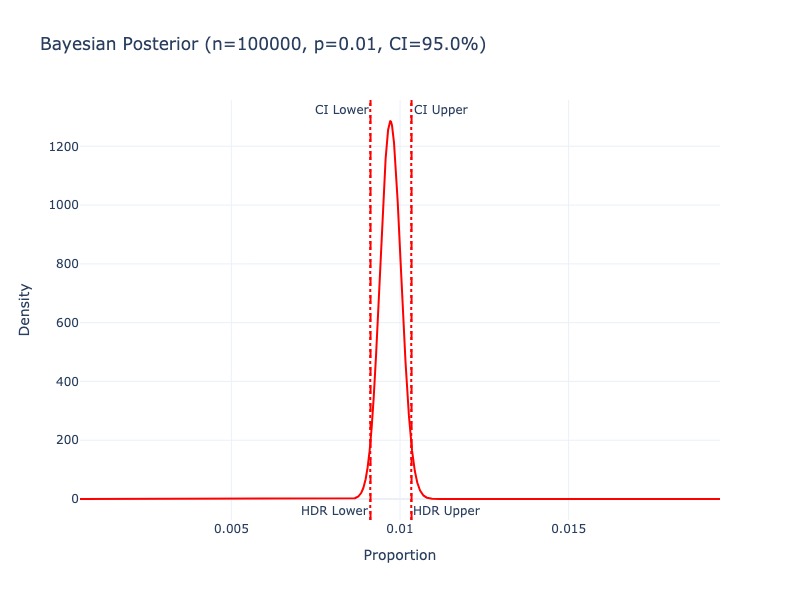 Bayesian Posterior (n=100000, p=0.01, CI=95.0%)
CI Lower
CI Upper
1200
1000
800
600
400
200
0
Density
HDR Lower
HDR Upper
0.005
0.01
0.015
Proportion